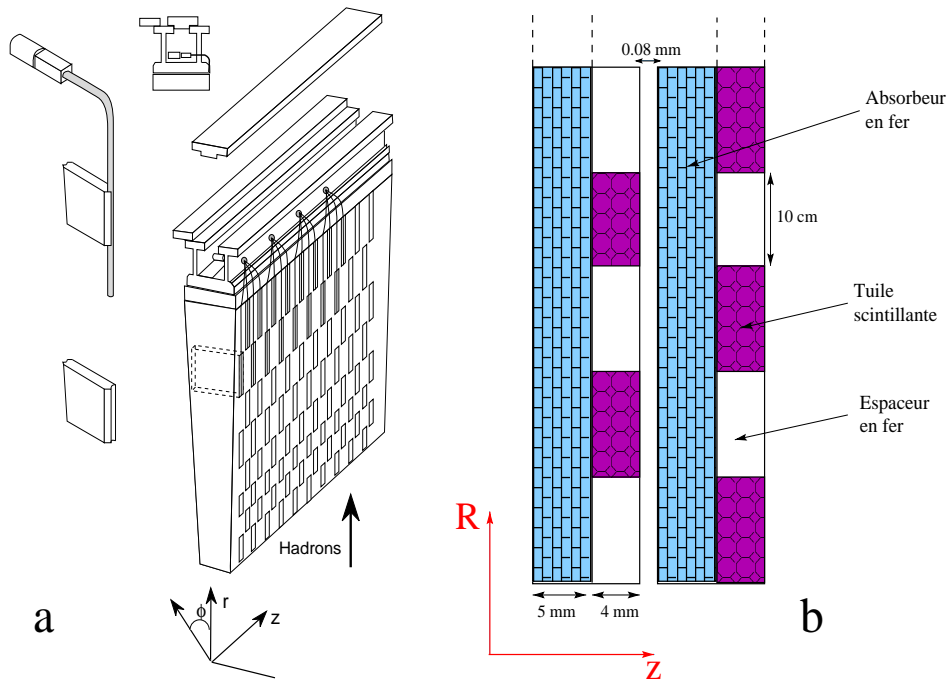 0.08 mm
Absorbeur
en fer
10 cm
Tuile
scintillante
Espaceur
en fer
R
Hadrons
5 mm
4 mm
a
ϕ
r
z
z
b